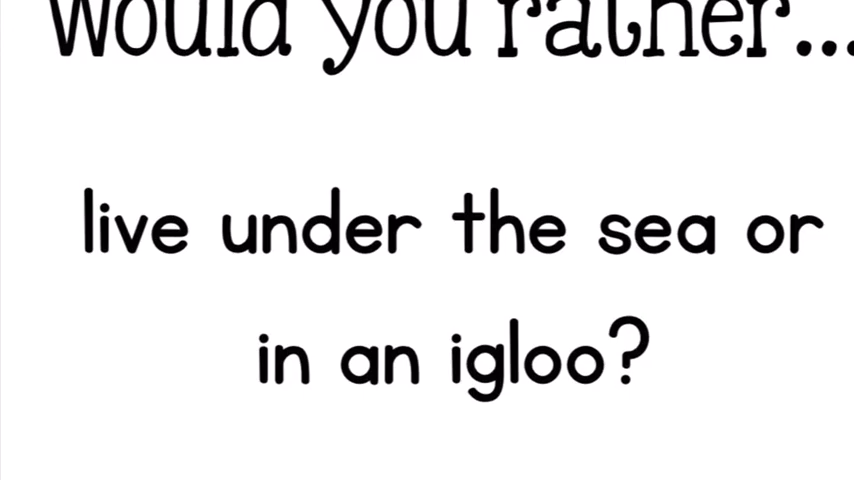 would you rather...
live under the sea or
in an igloo?